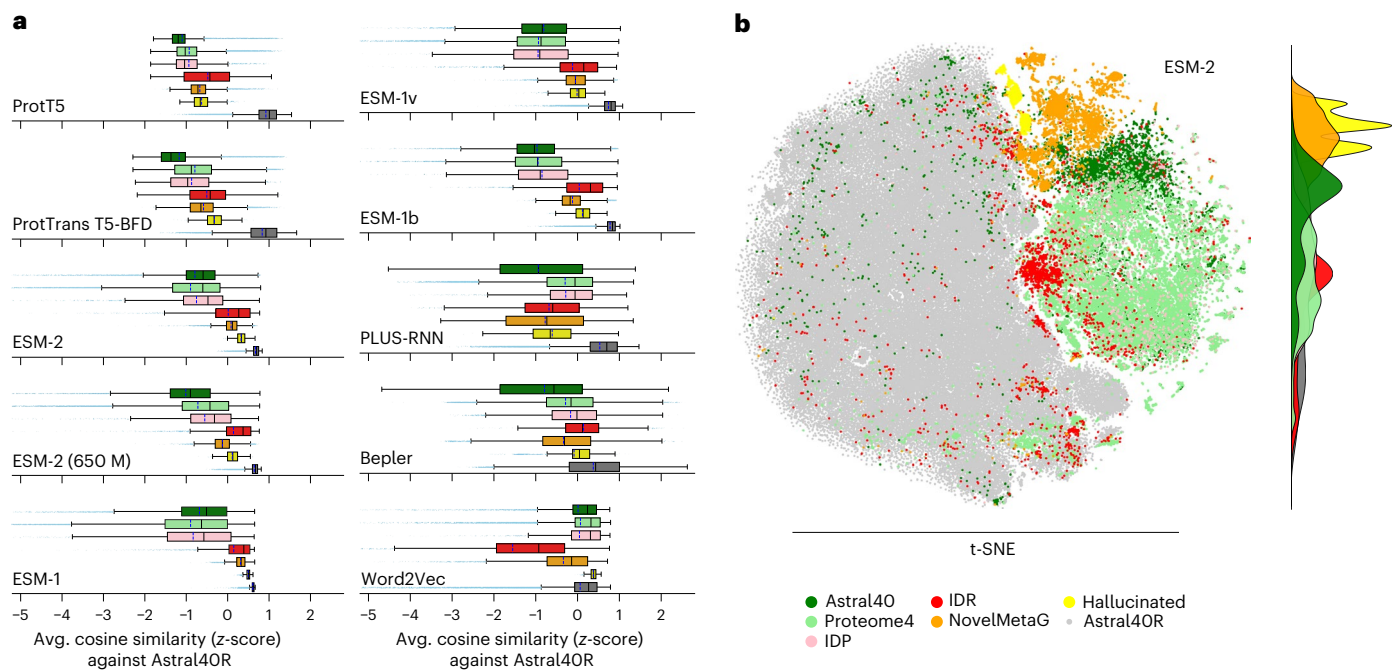 a
ProtT5
ProtTrans T5-BFD
ESM-2
ESM-2 (650 M)
ESM-1
−5 −4 −3 −2 −1 0 1 2
Avg. cosine similarity (z-score)
against Astral40R
ESM-1v
ESM-1b
PLUS-RNN
Bepler
Word2Vec
−5 −4 −3 −2 −1 0 1 2
Avg. cosine similarity (z-score)
against Astral40R
b
ESM-2
t-SNE
Astral40
Proteome4
IDP
IDR
NovelMetaG
Hallucinated
Astral40R